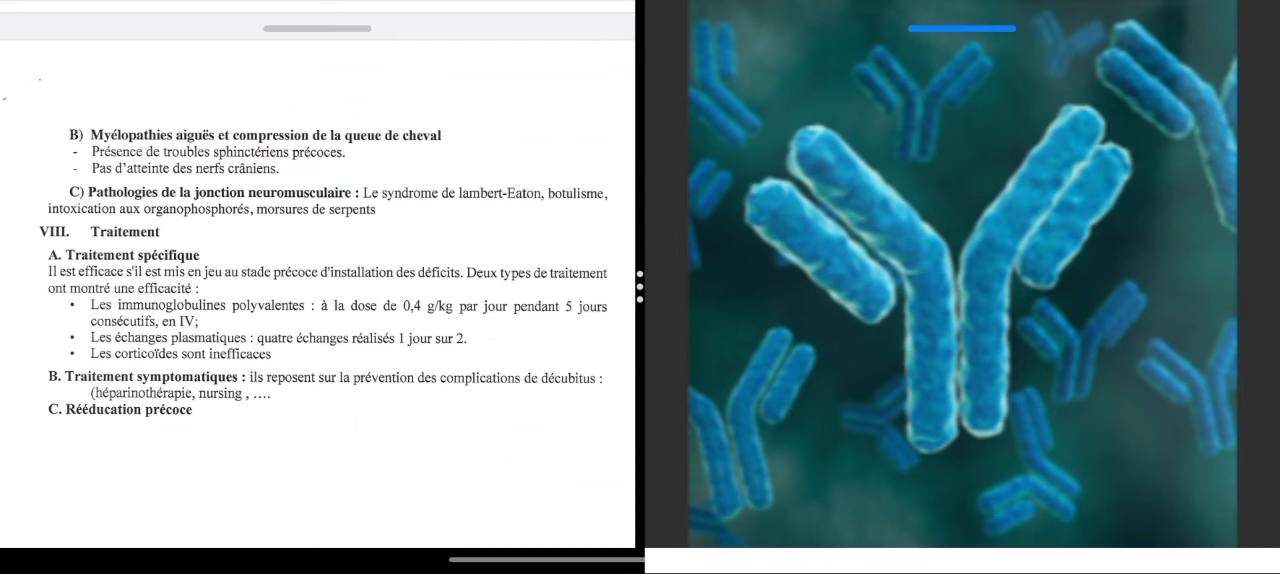 B) Myélopathies aiguës et compression de la queue de cheval
- Présence de troubles sphinctériens précoces.
- Pas d'atteinte des nerfs crâniens.
C) Pathologies de la jonction neuromusculaire : Le syndrome de lambert-Eaton, botulisme,
intoxication aux organophosphorés, morsures de serpents
VIII. Traitement
A. Traitement spécifique
Il est efficace s'il est mis en jeu au stade précoce d'installation des déficits. Deux types de traitement
ont montré une efficacité :
• Les immunoglobulines polyvalentes : à la dose de 0,4 g/kg par jour pendant 5 jours
consécutifs, en IV;
• Les échanges plasmatiques : quatre échanges réalisés 1 jour sur 2.
• Les corticoïdes sont inefficaces
B. Traitement symptomatiques : ils reposent sur la prévention des complications de décubitus :
(héparinothérapie, nursing , ….
C. Rééducation précoce